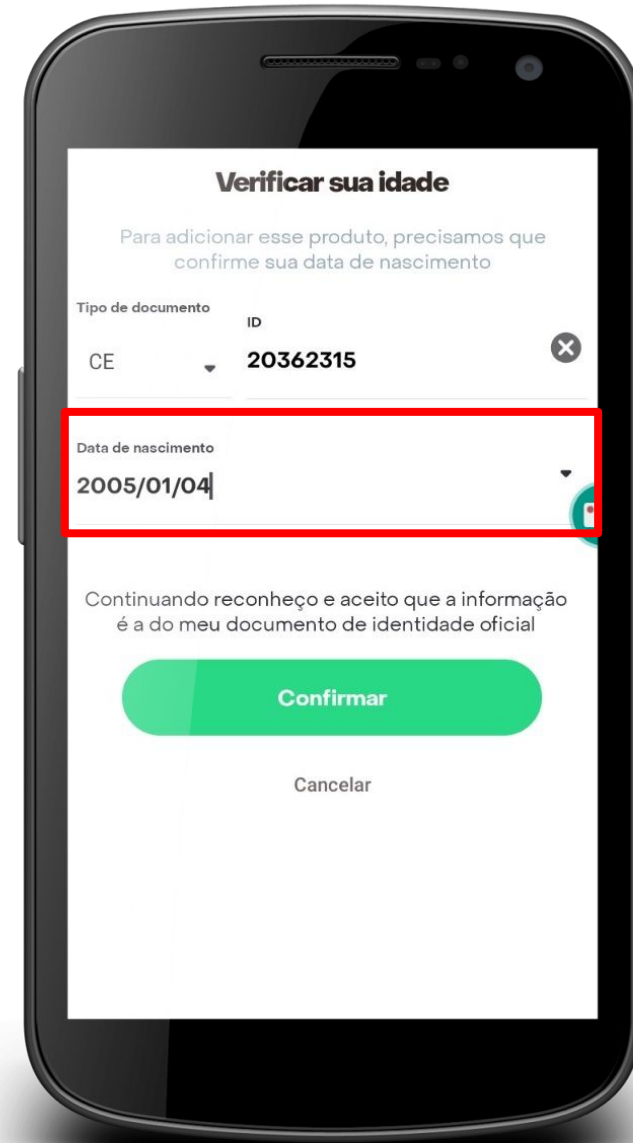 Verificar sua idade
Para adicionar esse produto, precisamos que
confirme sua data de nascimento
Tipo de documento
ID
CE
20362315
Data de nascimento
2005/01/04
Continuando reconheço e aceito que a informação
é a do meu documento de identidade oficial
Confirmar
Cancelar